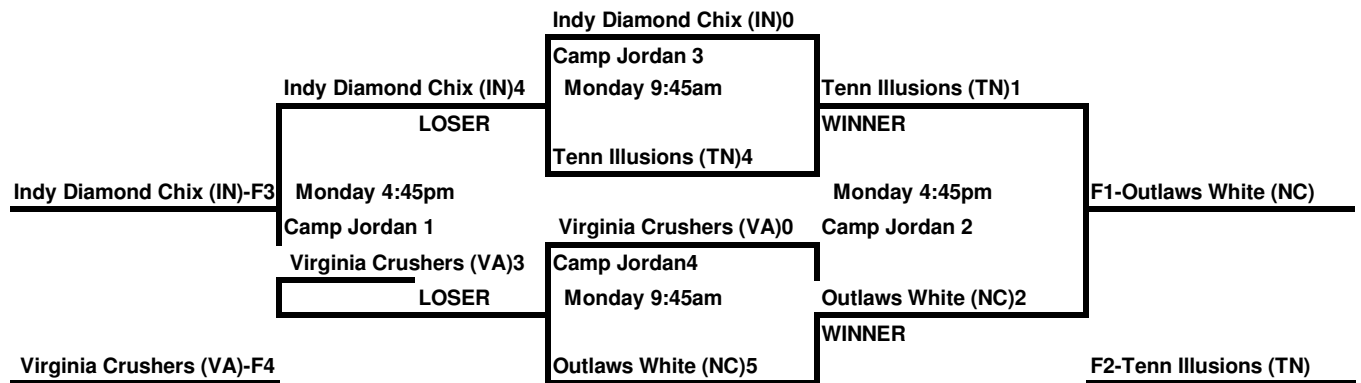 Indy Diamond Chix (IN)0
Camp Jordan 3
Indy Diamond Chix (IN)4
Monday 9:45am
Tenn Illusions (TN)1
LOSER
WINNER
Tenn Illusions (TN)4
Indy Diamond Chix (IN)-F3
Monday 4:45pm
Monday 4:45pm
F1-Outlaws White (NC)
Camp Jordan 1
Virginia Crushers (VA)0
Camp Jordan 2
Virginia Crushers (VA)3
Camp Jordan4
LOSER
Monday 9:45am
Outlaws White (NC)2
WINNER
Virginia Crushers (VA)-F4
Outlaws White (NC)5
F2-Tenn Illusions (TN)